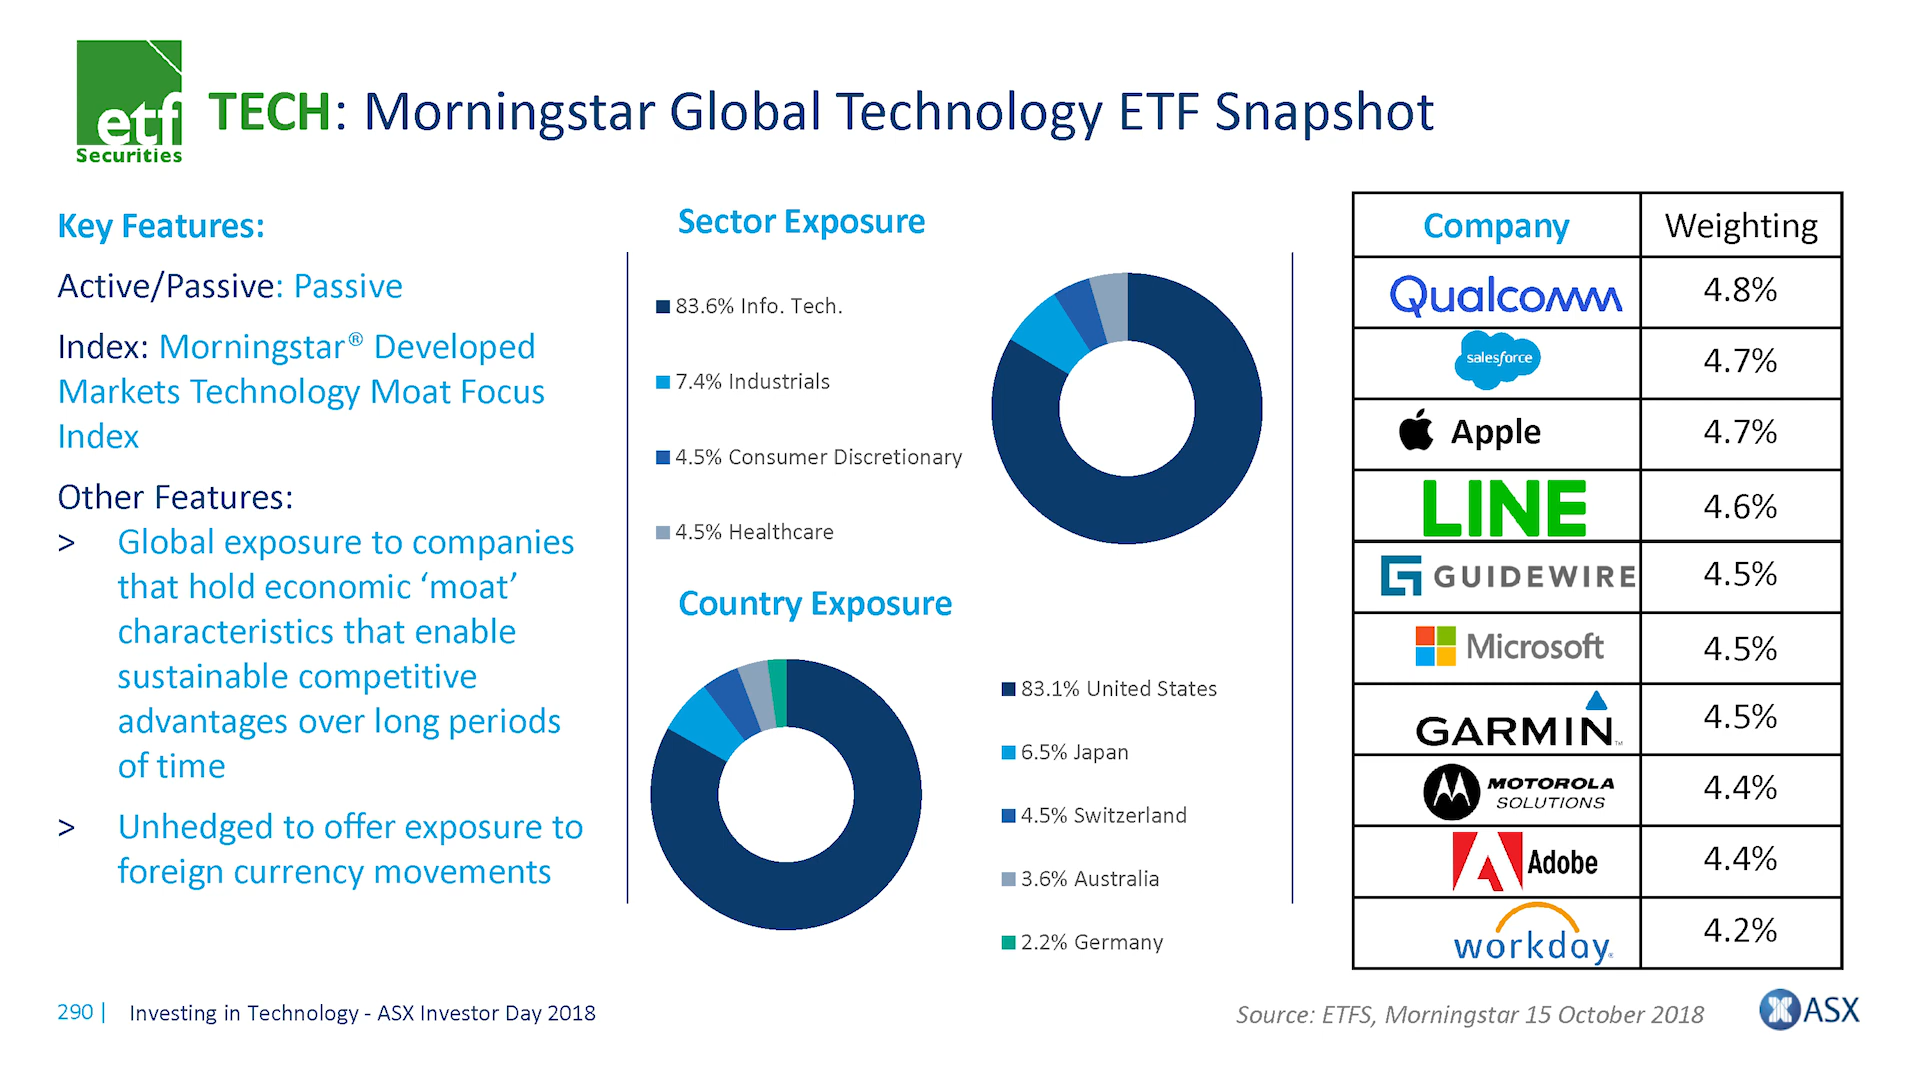 etf
Securities
TECH: Morningstar Global Technology ETF Snapshot
Key Features:
Active/Passive: Passive
Index: Morningstar® Developed
Markets Technology Moat Focus
Index
Other Features:
> Global exposure to companies
that hold economic ‘moat’
characteristics that enable
sustainable competitive
advantages over long periods
of time
> Unhedged to offer exposure to
foreign currency movements
Sector Exposure
83.6% Info. Tech.
7.4% Industrials
4.5% Consumer Discretionary
4.5% Healthcare
Country Exposure
83.1% United States
6.5% Japan
4.5% Switzerland
3.6% Australia
2.2% Germany
Company Weighting
Qualcomm 4.8%
salesforce 4.7%
Apple 4.7%
LINE 4.6%
GUIDEWIRE 4.5%
Microsoft 4.5%
GARMIN™ 4.5%
MOTOROLA
SOLUTIONS 4.4%
Adobe 4.4%
workday® 4.2%
290 | Investing in Technology - ASX Investor Day 2018
Source: ETFS, Morningstar 15 October 2018
ASX